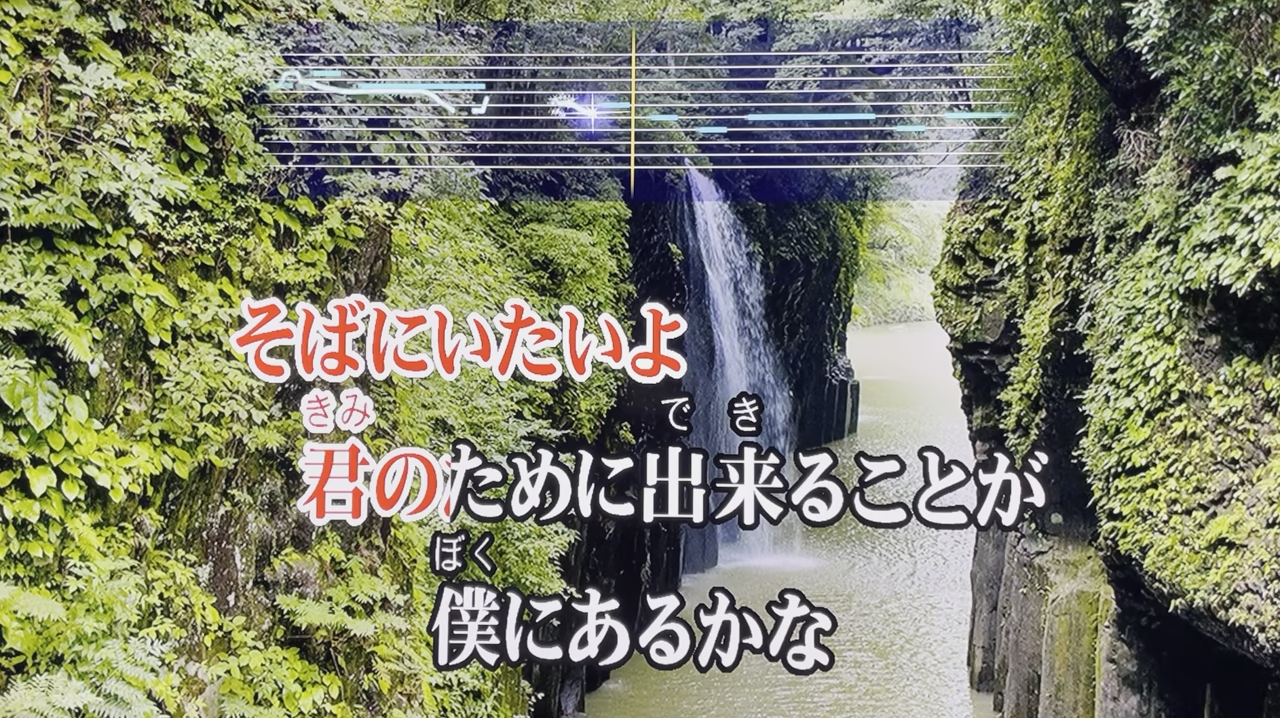 そばにいたいよ
きみ で き
君のために出来ることが
ぼく
僕にあるかな